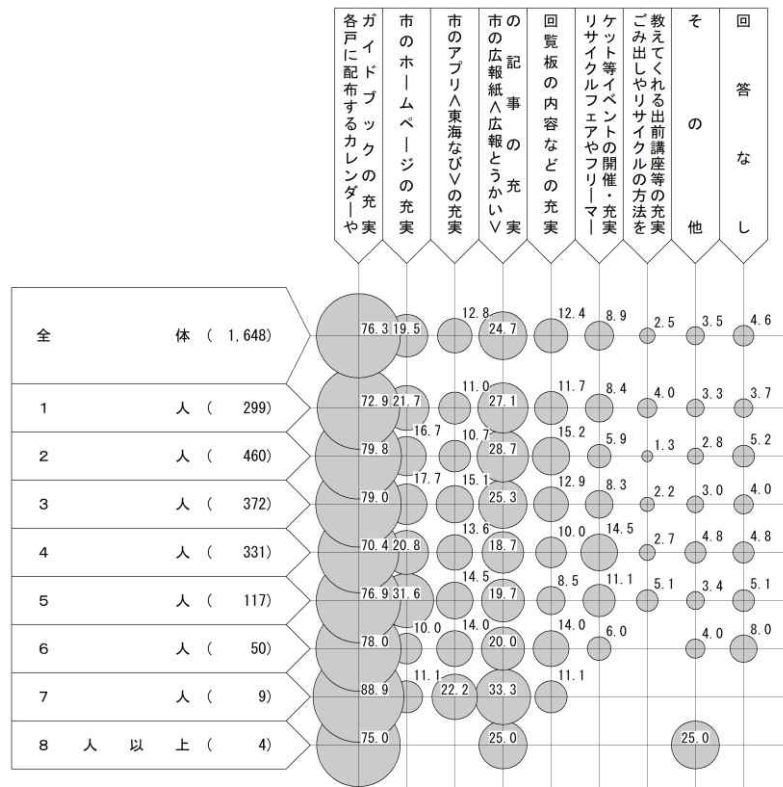 各戸に配布するカレンダーや
ガイドブックの充実
市のホームページの充実
市のアプリ<東海なび>の充実
市の広報紙<広報とうかい>
の記事の充実
回覧板の内容などの充実
リサイクルフェアやフリーマー
ケット等イベントの開催・充実
ごみ出しやリサイクルの方法を
教えてくれる出前講座等の充実
その他
回答なし
全体 ( 1,648) 76.3 19.5 12.8 24.7 12.4 8.9 2.5 3.5 4.6
1人 ( 299) 72.9 21.7 11.0 27.1 11.7 8.4 4.0 3.3 3.7
2人 ( 460) 79.8 16.7 10.7 28.7 15.2 5.9 1.3 2.8 5.2
3人 ( 372) 79.0 17.7 15.1 25.3 12.9 8.3 2.2 3.0 4.0
4人 ( 331) 70.4 20.8 13.6 18.7 10.0 14.5 2.7 4.8 4.8
5人 ( 117) 76.9 31.6 14.5 19.7 8.5 11.1 5.1 3.4 5.1
6人 ( 50) 78.0 10.0 14.0 20.0 14.0 6.0 4.0 8.0
7人 ( 9) 88.9 11.1 22.2 33.3 11.1
8人以上 ( 4) 75.0 25.0 25.0